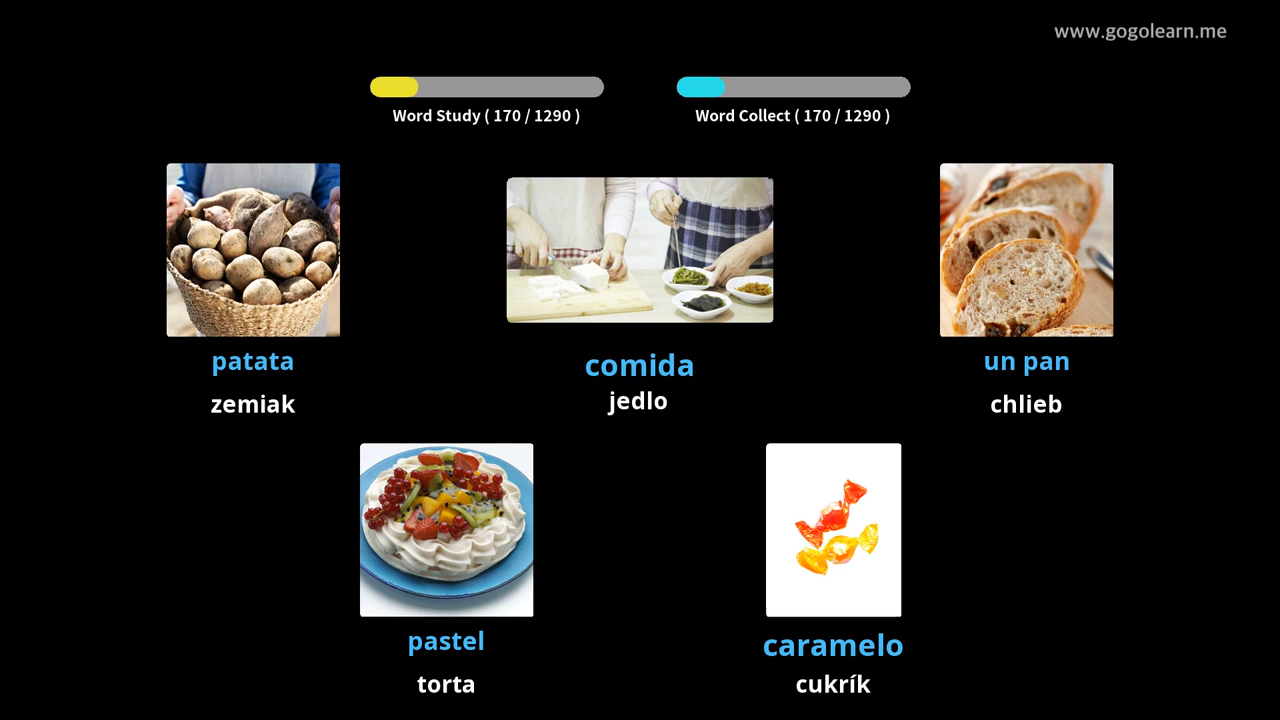 www.gogolearn.me
Word Study ( 170 / 1290 )
Word Collect ( 170 / 1290 )
patata
zemiak
comida
jedlo
un pan
chlieb
pastel
torta
caramelo
cukrík